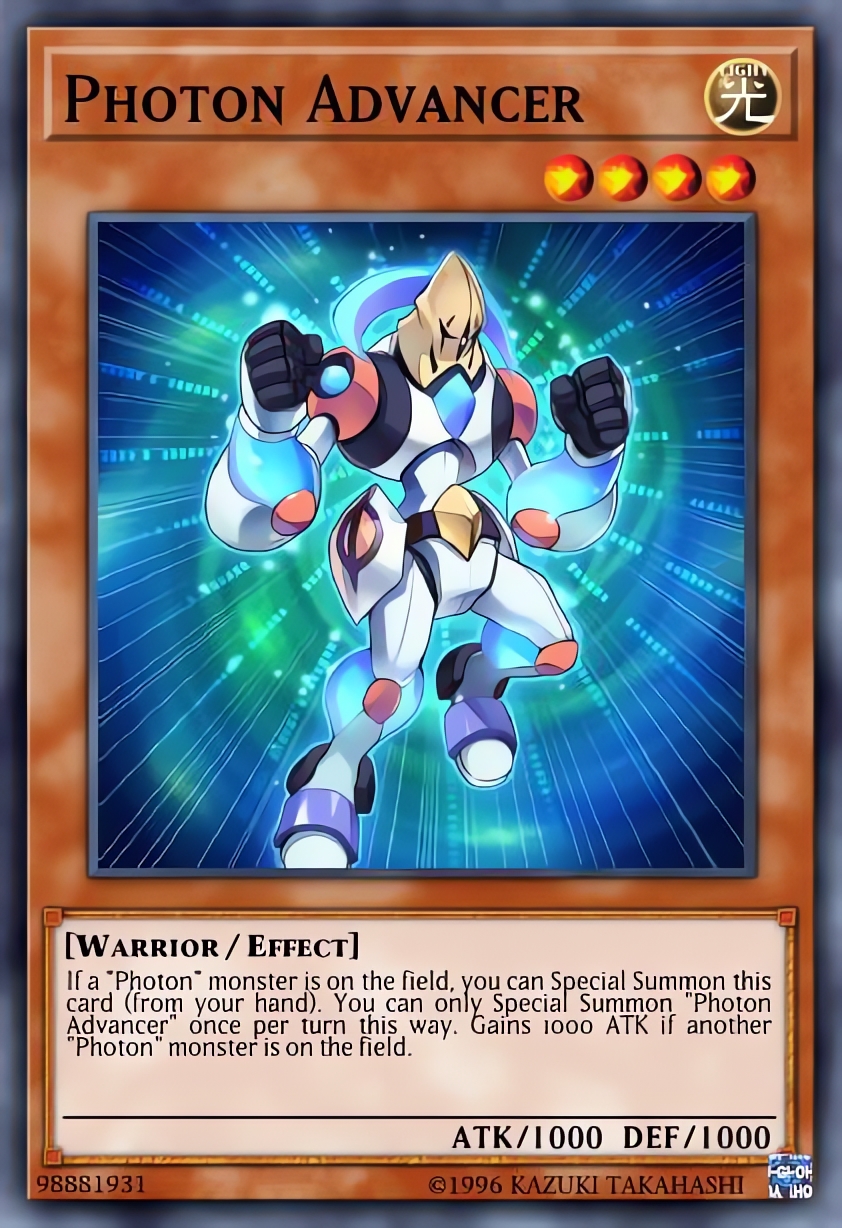 Photon Advancer
光
[Warrior / Effect]
If a "Photon" monster is on the field, you can Special Summon this
card (from your hand). You can only Special Summon "Photon
Advancer" once per turn this way. Gains 1000 ATK if another
"Photon" monster is on the field.
ATK/1000 DEF/1000
98881931 ©1996 KAZUKI TAKAHASHI